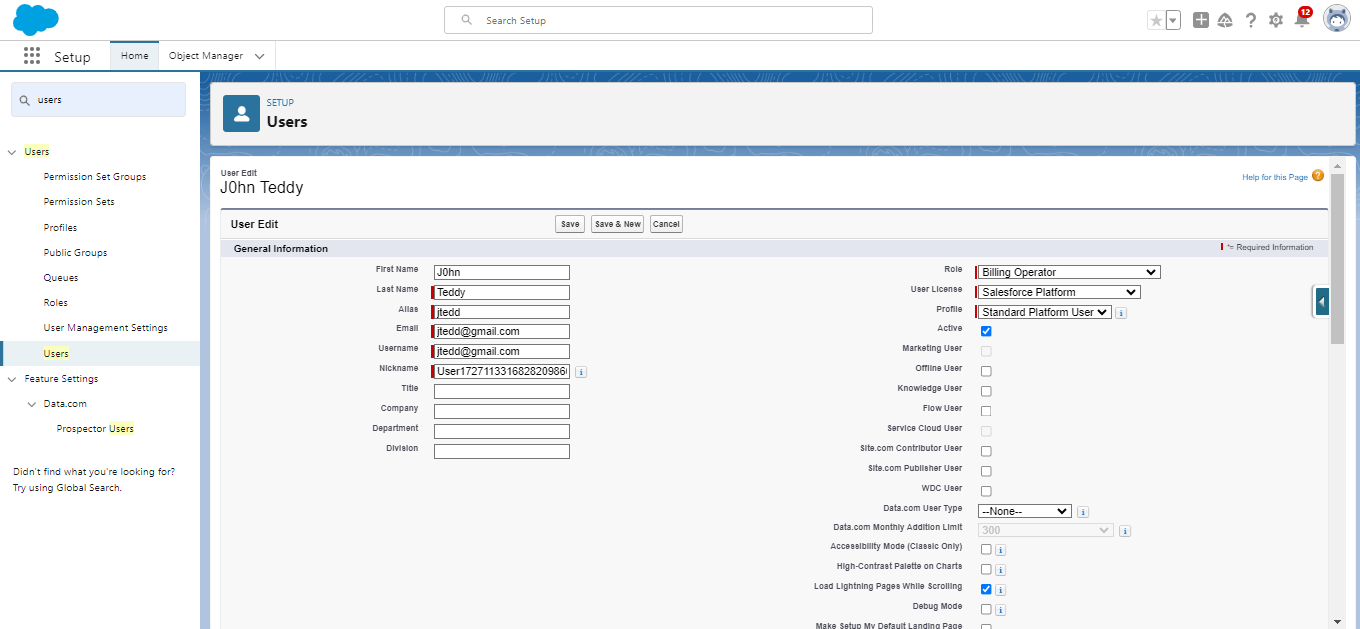 Search Setup
12
Setup
Home
Object Manager
users
Users
Permission Set Groups
Permission Sets
Profiles
Public Groups
Queues
Roles
User Management Settings
Users
Feature Settings
Data.com
Prospector Users
Didn't find what you're looking for?
Try using Global Search.
SETUP
Users
User Edit
J0hn Teddy
Help for this Page ?
User Edit
Save
Save & New
Cancel
General Information
*= Required Information
First Name J0hn
Last Name Teddy
Alias jtedd
Email jtedd@gmail.com
Username jtedd@gmail.com
Nickname i
Title
Company
Department
Division
Role Billing Operator
User License Salesforce Platform
Profile Standard Platform User i
Active
Marketing User
Offline User
Knowledge User
Flow User
Service Cloud User
Site.com Contributor User
Site.com Publisher User
WDC User
Data.com User Type --None-- i
Data.com Monthly Addition Limit 300 i
Accessibility Mode (Classic Only) i
High-Contrast Palette on Charts i
Load Lightning Pages While Scrolling i
Debug Mode i
Make Setup My Default Landing Page